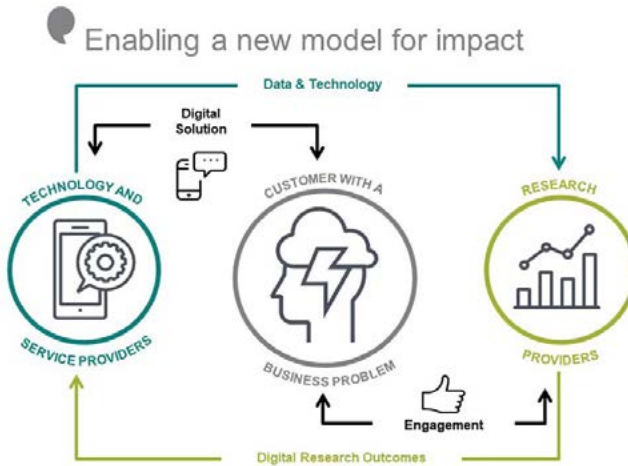 Enabling a new model for impact
Data & Technology
Digital
Solution
TECHNOLOGY AND
SERVICE PROVIDERS
CUSTOMER WITH A
BUSINESS PROBLEM
RESEARCH
PROVIDERS
Engagement
Digital Research Outcomes